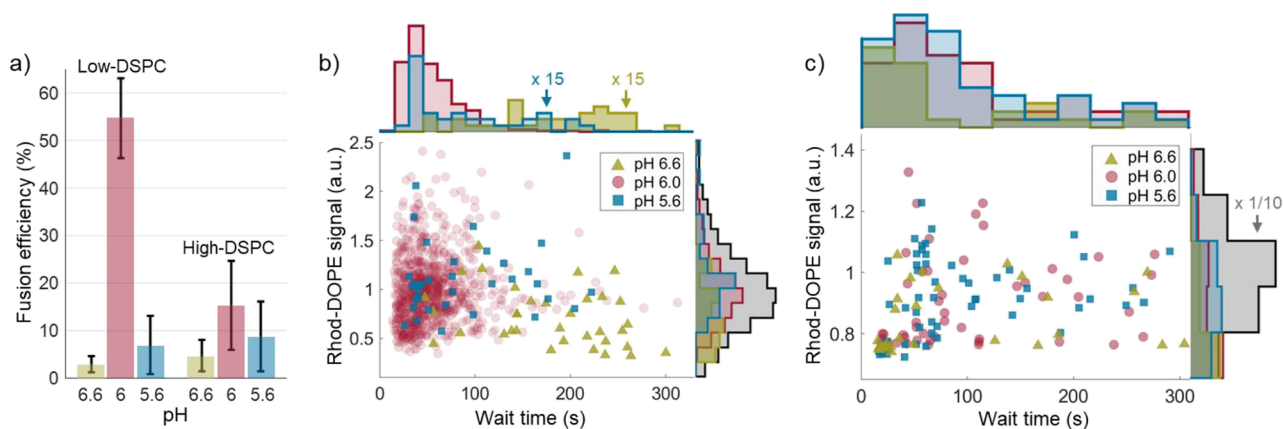 a)
Low-DSPC
High-DSPC
Fusion efficiency (%)
60
50
40
30
20
10
0
6.6 6 5.6 6.6 6 5.6
pH
b)
x 15
x 15
pH 6.6
pH 6.0
pH 5.6
Rhod-DOPE signal (a.u.)
2.5
2.0
1.5
1
0.5
0 100 200 300
Wait time (s)
c)
pH 6.6
pH 6.0
pH 5.6
x 1/10
Rhod-DOPE signal (a.u.)
1.4
1.2
1
0.8
0 100 200 300
Wait time (s)